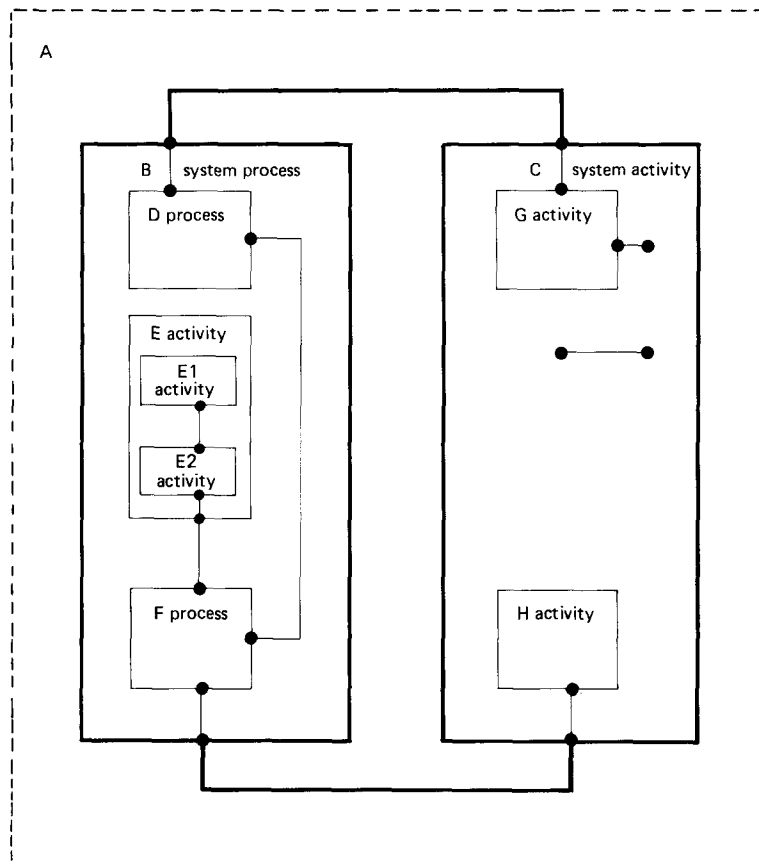 A
B system process
C system activity
D process
G activity
E activity
E1
activity
E2
activity
F process
H activity